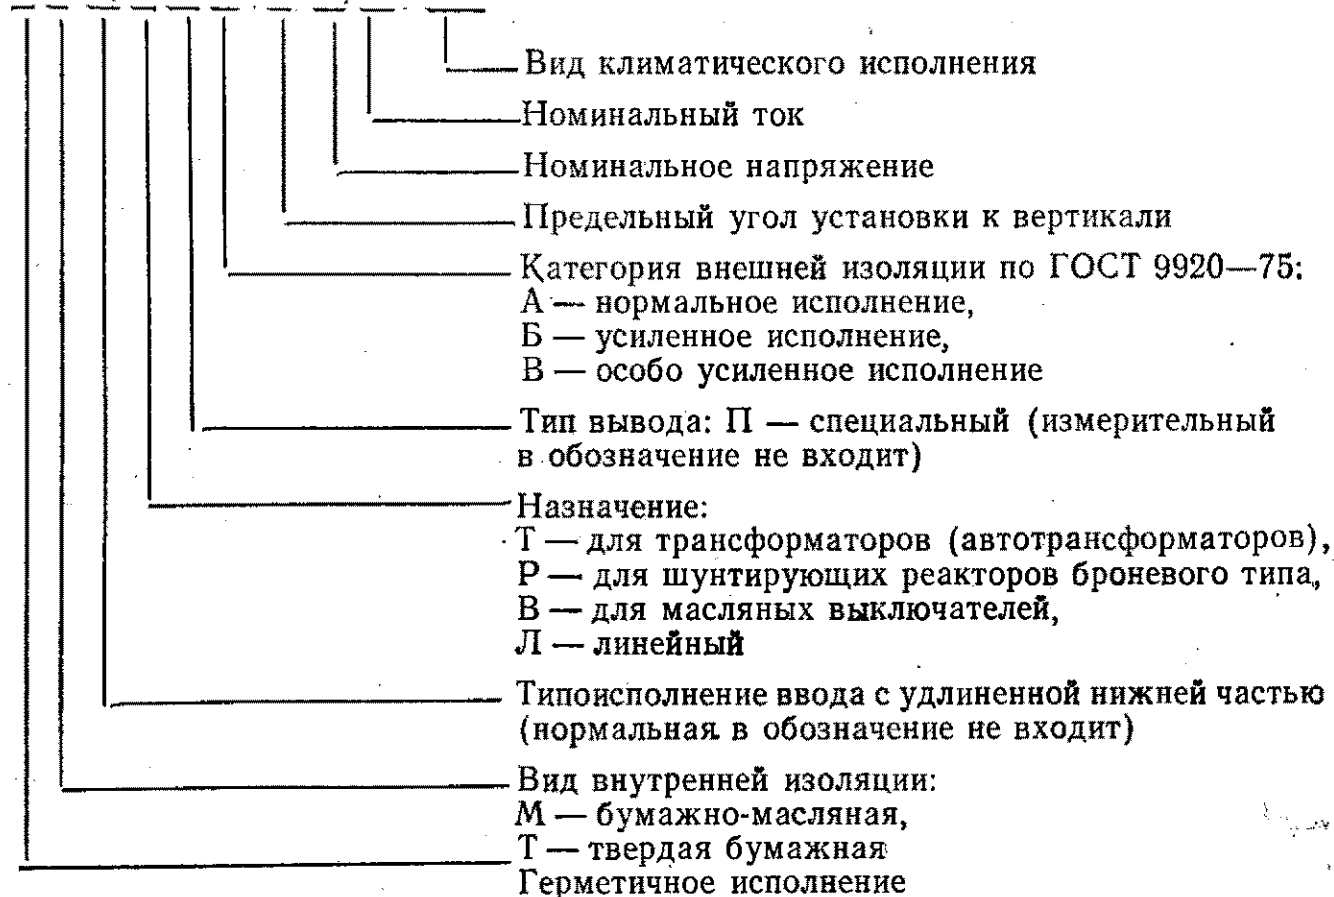 Вид климатического исполнения
Номинальный ток
Номинальное напряжение
Предельный угол установки к вертикали
Категория внешней изоляции по ГОСТ 9920—75:
А — нормальное исполнение,
Б — усиленное исполнение,
В — особо усиленное исполнение
Тип вывода: П — специальный (измерительный
в обозначение не входит)
Назначение:
Т — для трансформаторов (автотрансформаторов),
Р — для шунтирующих реакторов броневого типа,
В — для масляных выключателей,
Л — линейный
Типоисполнение ввода с удлиненной нижней частью
(нормальная в обозначение не входит)
Вид внутренней изоляции:
М — бумажно-масляная,
Т — твердая бумажная
Герметичное исполнение